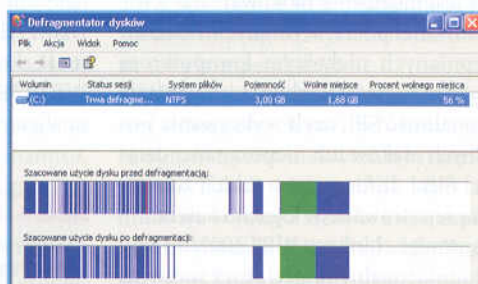 Defragmentator dysków
Plik Akcja Widok Pomoc
Wolumin Status sesji System plików Pojemność Wolne miejsce Procent wolnego miejsca
(C:) Trwa defragme... NTFS 3,00 GB 1,68 GB 56 %
Szacowane użycie dysku przed defragmentacją:
Szacowane użycie dysku po defragmentacji: